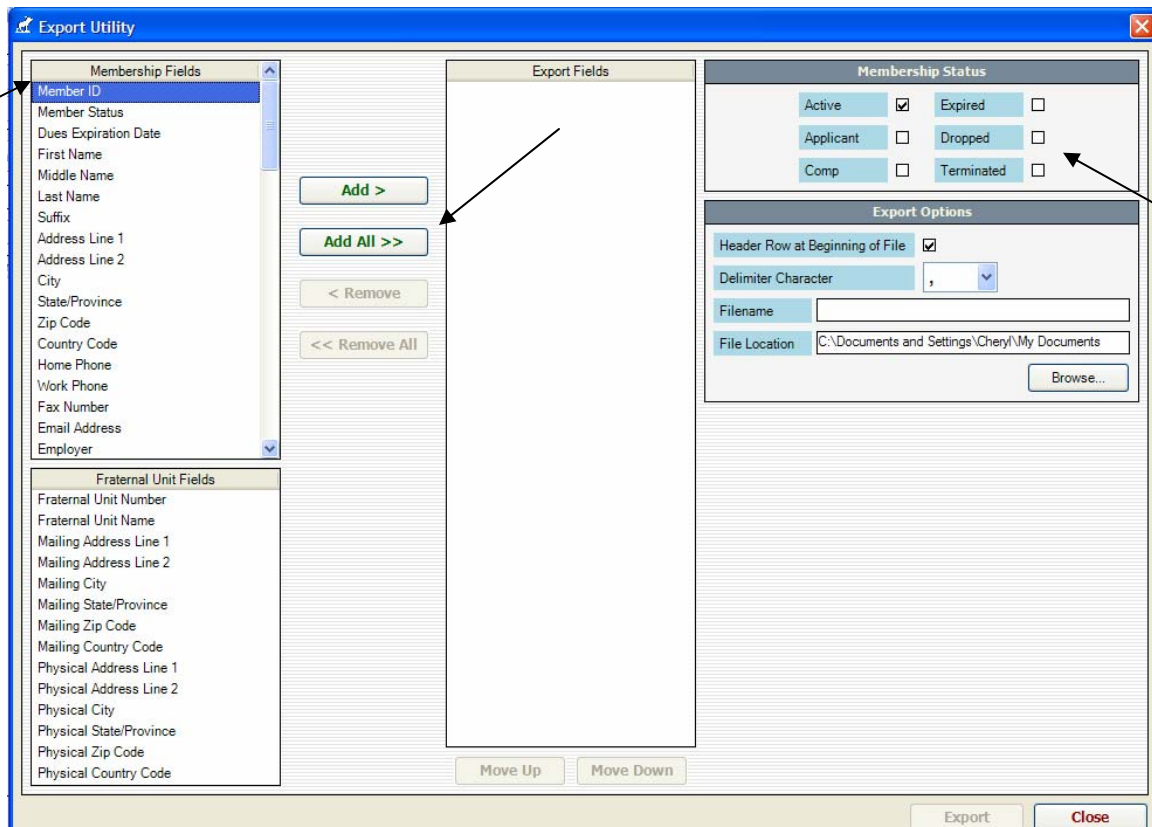 Export Utility
Membership Fields
Member ID
Member Status
Dues Expiration Date
First Name
Middle Name
Last Name
Suffix
Address Line 1
Address Line 2
City
State/Province
Zip Code
Country Code
Home Phone
Work Phone
Fax Number
Email Address
Employer
Fraternal Unit Fields
Fraternal Unit Number
Fraternal Unit Name
Mailing Address Line 1
Mailing Address Line 2
Mailing City
Mailing State/Province
Mailing Zip Code
Mailing Country Code
Physical Address Line 1
Physical Address Line 2
Physical City
Physical State/Province
Physical Zip Code
Physical Country Code
Add >
Add All >>
< Remove
<< Remove All
Export Fields
Move Up Move Down
Membership Status
Active Expired
Applicant Dropped
Comp Terminated
Export Options
Header Row at Beginning of File
Delimiter Character ,
Filename
File Location C:\Documents and Settings\Cheryl\My Documents
Browse...
Export Close